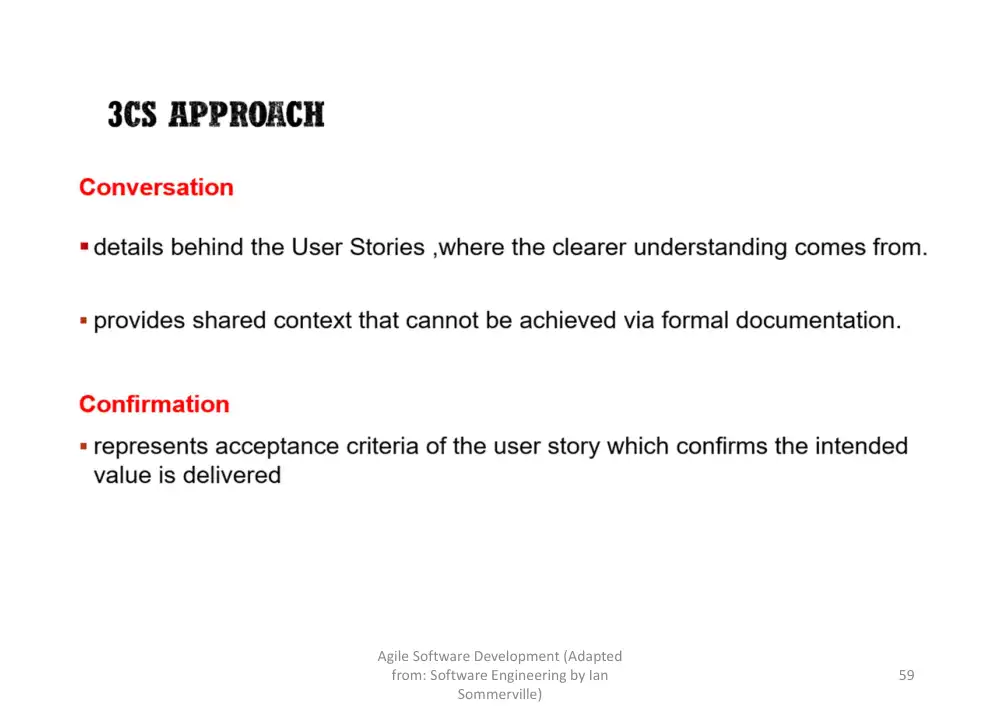 3CS APPROACH
Conversation
▪ details behind the User Stories ,where the clearer understanding comes from.
▪ provides shared context that cannot be achieved via formal documentation.
Confirmation
▪ represents acceptance criteria of the user story which confirms the intended
value is delivered
Agile Software Development (Adapted
from: Software Engineering by Ian
Sommerville)
59